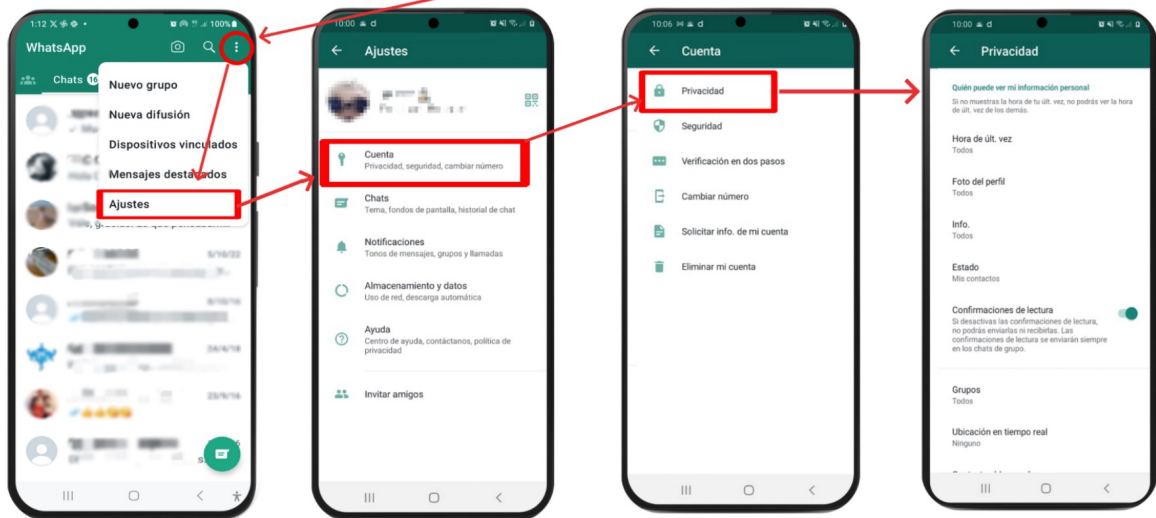 1:12
100%
WhatsApp
Chats 16
Nuevo grupo
Nueva difusión
Dispositivos vinculados
Mensajes destacados
Ajustes
5/10/22
8/10/16
24/4/18
23/9/16
10:00
Ajustes
Cuenta
Privacidad, seguridad, cambiar número
Chats
Tema, fondos de pantalla, historial de chat
Notificaciones
Tonos de mensajes, grupos y llamadas
Almacenamiento y datos
Uso de red, descarga automática
Ayuda
Centro de ayuda, contáctanos, política de
privacidad
Invitar amigos
10:06
Cuenta
Privacidad
Seguridad
Verificación en dos pasos
Cambiar número
Solicitar info. de mi cuenta
Eliminar mi cuenta
10:00
Privacidad
Quién puede ver mi información personal
Si no muestras la hora de tu últ. vez, no podrás ver la hora
de últ. vez de los demás.
Hora de últ. vez
Todos
Foto del perfil
Todos
Info.
Todos
Estado
Mis contactos
Confirmaciones de lectura
Si desactivas las confirmaciones de lectura,
no podrás enviarlas ni recibirlas. Las
confirmaciones de lectura se enviarán siempre
en los chats de grupo.
Grupos
Todos
Ubicación en tiempo real
Ninguno